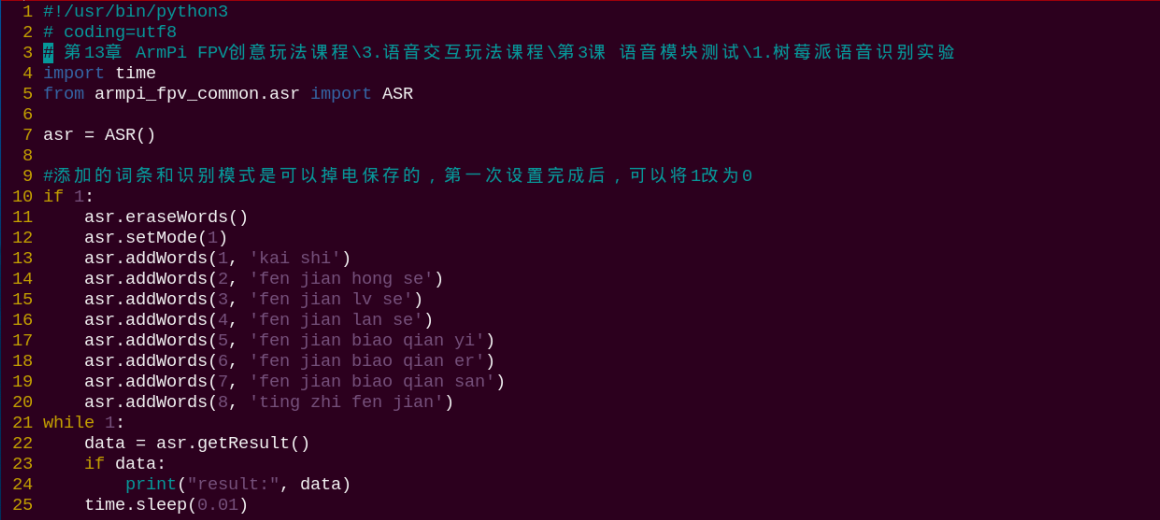 1 #!/usr/bin/python3
2 # coding=utf8
3 # 第13章 ArmPi FPV创意玩法课程\3.语音交互玩法课程\第3课 语音模块测试\1.树莓派语音识别实验
4 import time
5 from armpi_fpv_common.asr import ASR
6
7 asr = ASR()
8
9 #添加的词条和识别模式是可以掉电保存的，第一次设置完成后，可以将1改为0
10 if 1:
11     asr.eraseWords()
12     asr.setMode(1)
13     asr.addWords(1, 'kai shi')
14     asr.addWords(2, 'fen jian hong se')
15     asr.addWords(3, 'fen jian lv se')
16     asr.addWords(4, 'fen jian lan se')
17     asr.addWords(5, 'fen jian biao qian yi')
18     asr.addWords(6, 'fen jian biao qian er')
19     asr.addWords(7, 'fen jian biao qian san')
20     asr.addWords(8, 'ting zhi fen jian')
21 while 1:
22     data = asr.getResult()
23     if data:
24         print("result:", data)
25     time.sleep(0.01)